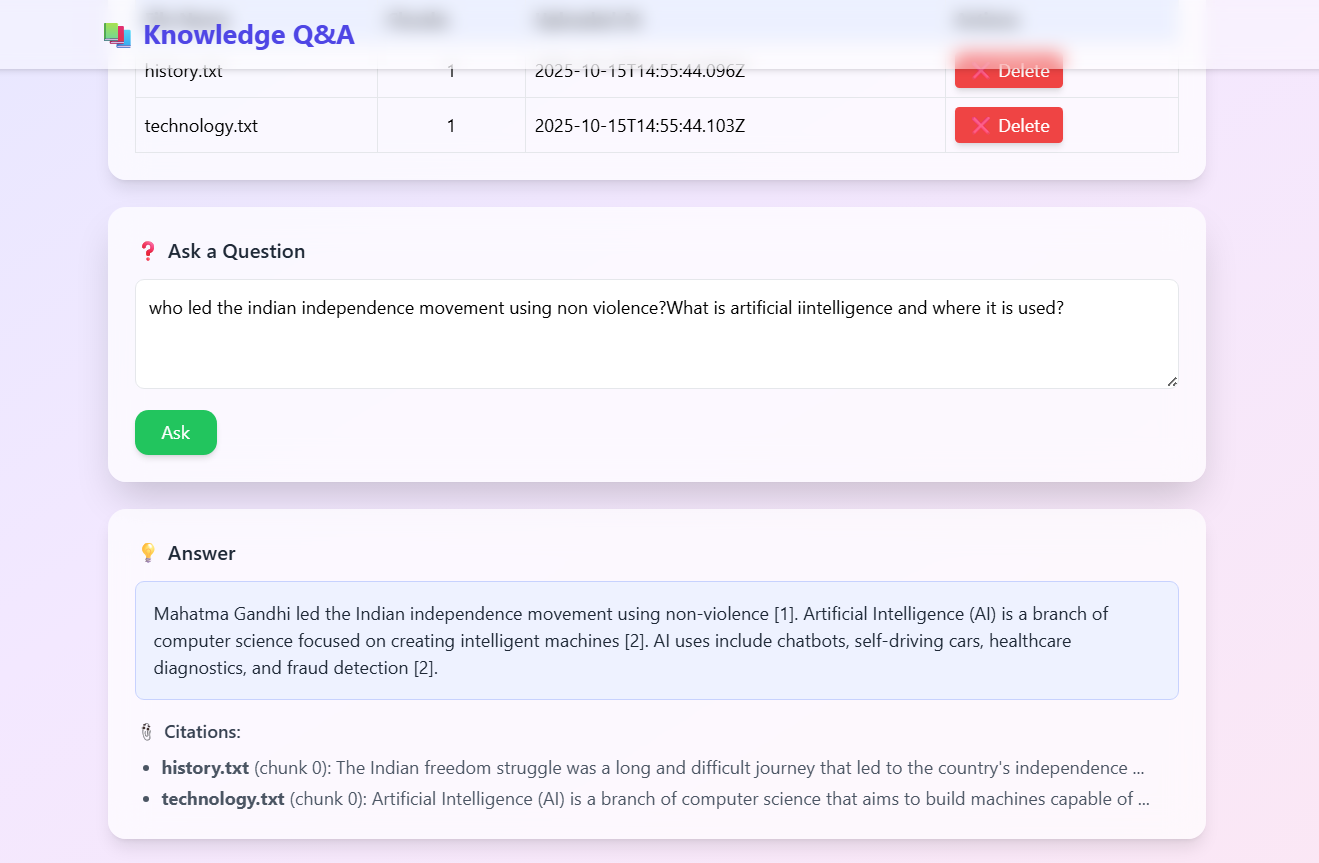 Knowledge Q&A
history.txt 1 2025-10-15T14:55:44.096Z Delete
technology.txt 1 2025-10-15T14:55:44.103Z Delete
Ask a Question
who led the indian independence movement using non violence?What is artificial iintelligence and where it is used?
Ask
Answer
Mahatma Gandhi led the Indian independence movement using non-violence [1]. Artificial Intelligence (AI) is a branch of
computer science focused on creating intelligent machines [2]. AI uses include chatbots, self-driving cars, healthcare
diagnostics, and fraud detection [2].
Citations:
history.txt (chunk 0): The Indian freedom struggle was a long and difficult journey that led to the country's independence ...
technology.txt (chunk 0): Artificial Intelligence (AI) is a branch of computer science that aims to build machines capable of ...